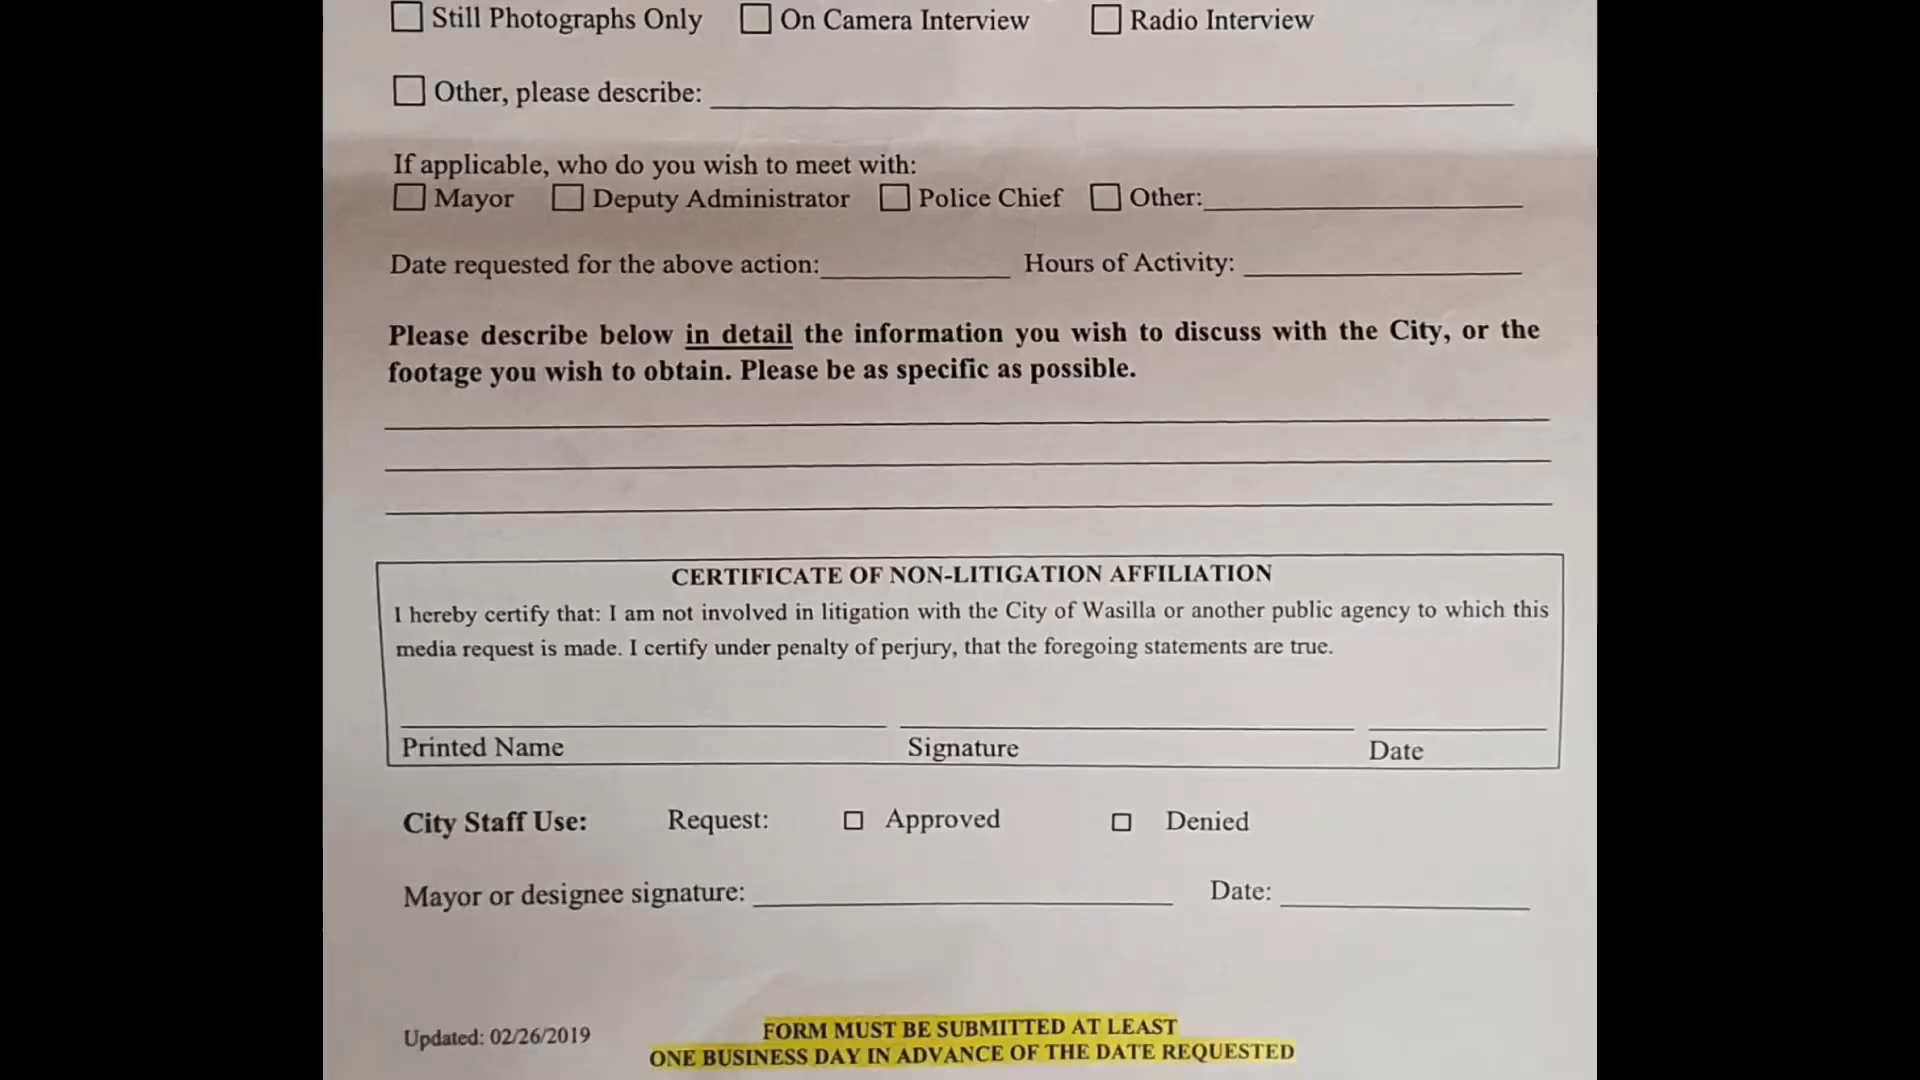 Still Photographs Only On Camera Interview Radio Interview
Other, please describe:
If applicable, who do you wish to meet with:
Mayor Deputy Administrator Police Chief Other:
Date requested for the above action: Hours of Activity:
Please describe below in detail the information you wish to discuss with the City, or the
footage you wish to obtain. Please be as specific as possible.
CERTIFICATE OF NON-LITIGATION AFFILIATION
I hereby certify that: I am not involved in litigation with the City of Wasilla or another public agency to which this
media request is made. I certify under penalty of perjury, that the foregoing statements are true.
Printed Name Signature Date
City Staff Use: Request: Approved Denied
Mayor or designee signature: Date:
Updated: 02/26/2019
FORM MUST BE SUBMITTED AT LEAST
ONE BUSINESS DAY IN ADVANCE OF THE DATE REQUESTED